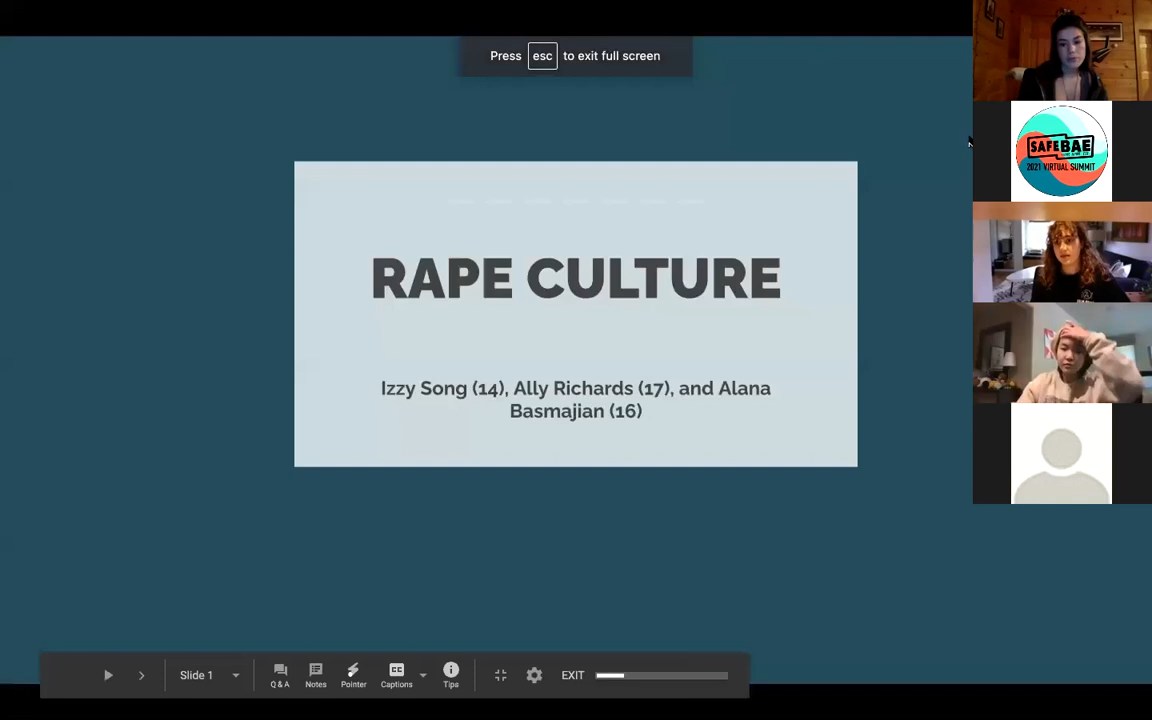 Press esc to exit full screen
SAFEBAE
2021 VIRTUAL SUMMIT
RAPE CULTURE
Izzy Song (14), Ally Richards (17), and Alana
Basmajian (16)
Slide 1
Q & A
Notes
Pointer
CC
Captions
Tips
EXIT